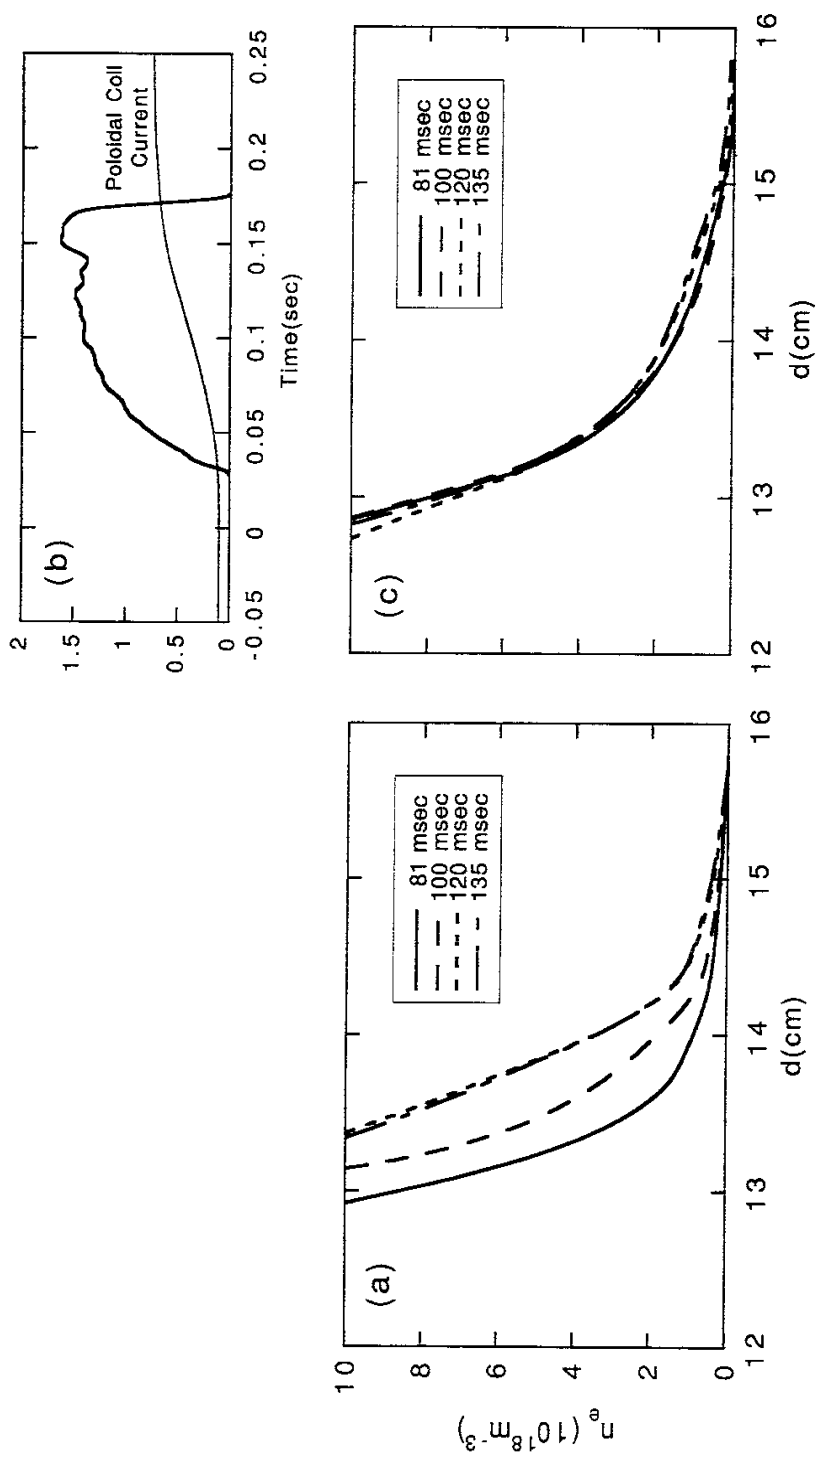 (a)
10
8
6
4
2
0
nₑ (10¹⁸m⁻³)
12
13
14
15
16
d(cm)
81 msec
100 msec
120 msec
135 msec
(b)
2
1.5
1
0.5
0
-0.05
0
0.05
0.1
0.15
0.2
0.25
Time(sec)
Poloidal Coil
Current
(c)
12
13
14
15
16
d(cm)
81 msec
100 msec
120 msec
135 msec